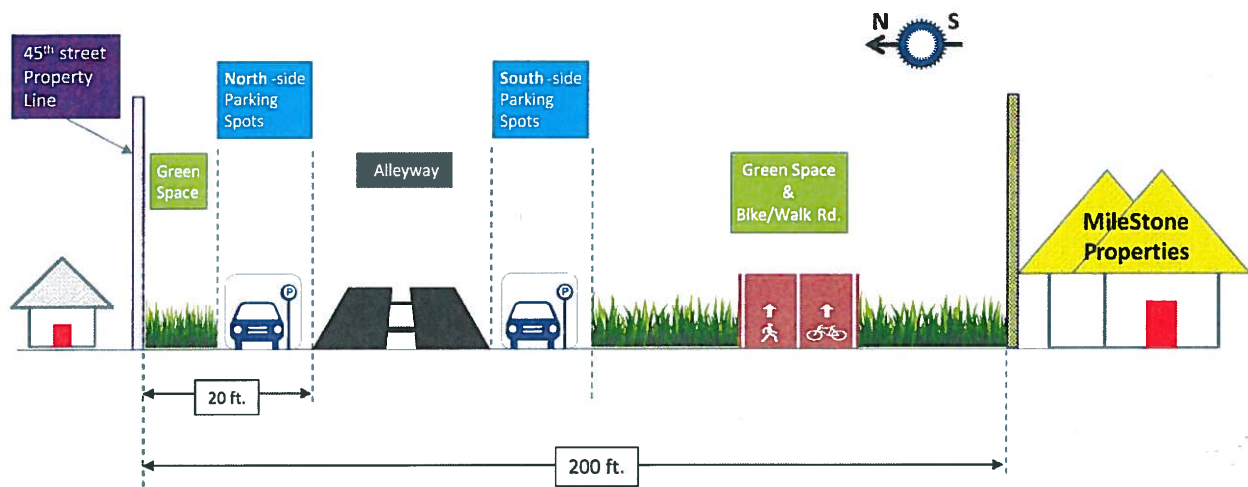 N S
45th street
Property
Line
North -side
Parking
Spots
South -side
Parking
Spots
Green
Space
Alleyway
Green Space
&
Bike/Walk Rd.
MileStone
Properties
P
P
20 ft.
200 ft.